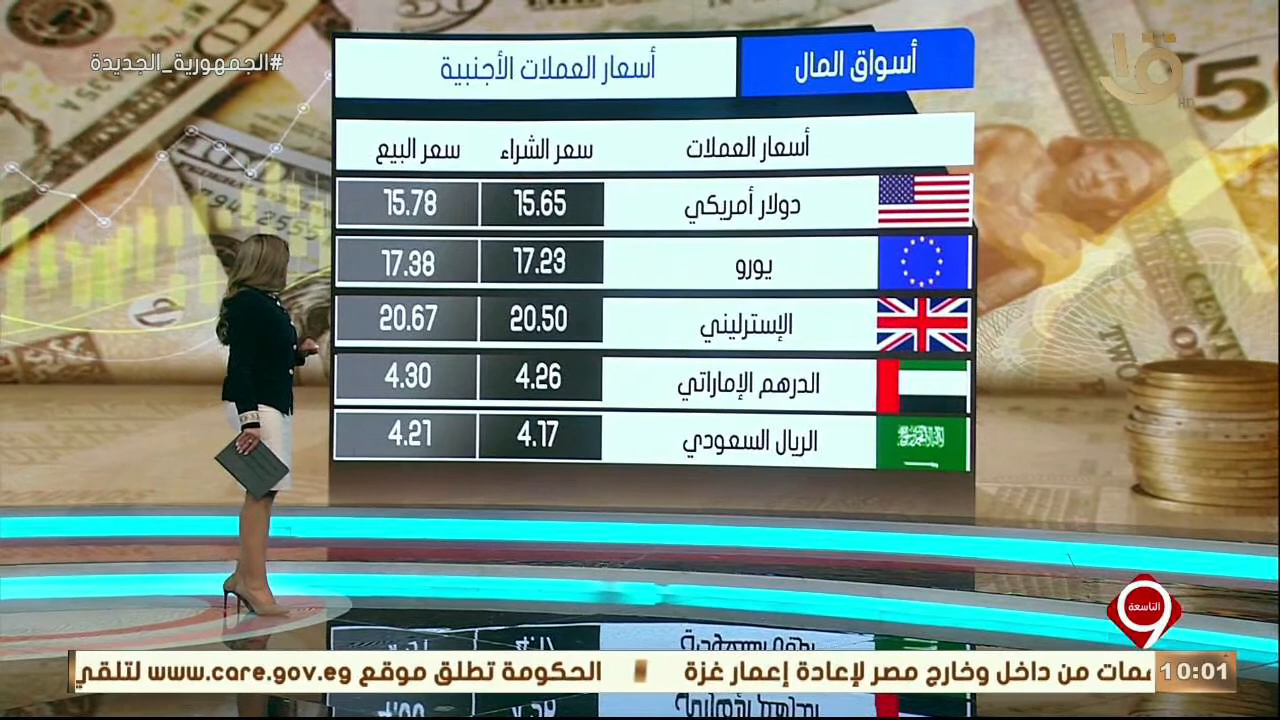 #الجمهورية_الجديدة
أسواق المال
أسعار العملات الأجنبية
أسعار العملات سعر الشراء سعر البيع
دولار أمريكي 15.65 15.78
يورو 17.23 17.38
الإسترليني 20.50 20.67
الدرهم الإماراتي 4.26 4.30
الريال السعودي 4.17 4.21
التاسعة
9
10:01
من داخل وخارج مصر لإعادة إعمار غزة
الحكومة تطلق موقع www.care.gov.eg لتلقي